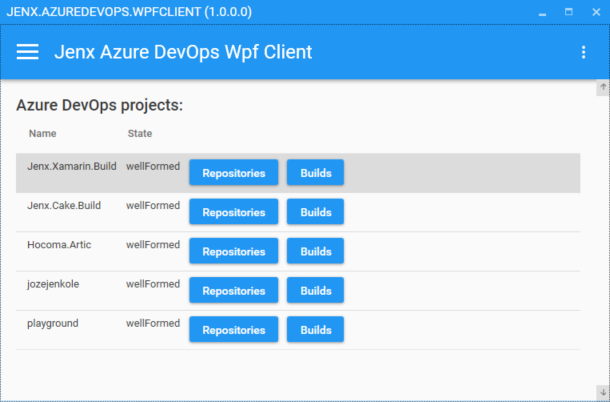 JENX.AZUREDEVOPS.WPFCLIENT (1.0.0.0)
Jenx Azure DevOps Wpf Client
Azure DevOps projects:
Name State
Jenx.Xamarin.Build wellFormed Repositories Builds
Jenx.Cake.Build wellFormed Repositories Builds
Hocoma.Artic wellFormed Repositories Builds
jozejenkole wellFormed Repositories Builds
playground wellFormed Repositories Builds